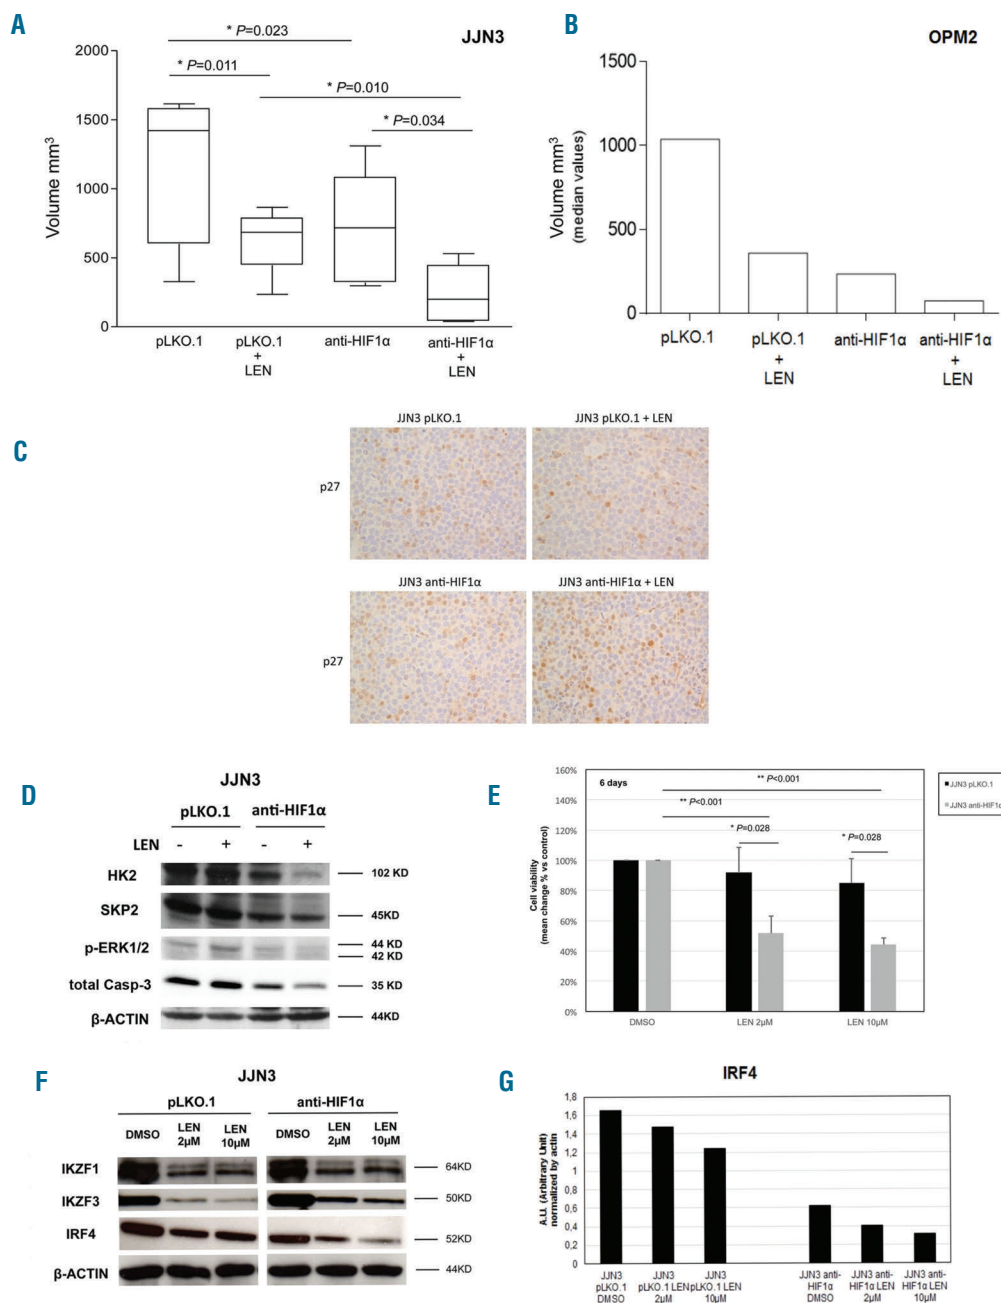 A
JJN3
* P=0.023
* P=0.011
* P=0.010
* P=0.034
Volume mm³
2000
1500
1000
500
0
pLKO.1
pLKO.1
+
LEN
anti-HIF1α
anti-HIF1α
+
LEN
B
OPM2
Volume mm³
(median values)
1500
1000
500
0
pLKO.1
pLKO.1
+
LEN
anti-HIF1α
anti-HIF1α
+
LEN
C
JJN3 pLKO.1
JJN3 pLKO.1 + LEN
p27
JJN3 anti-HIF1α
JJN3 anti-HIF1α + LEN
p27
D
JJN3
pLKO.1
anti-HIF1α
LEN
-
+
-
+
HK2
102 KD
SKP2
45KD
p-ERK1/2
44 KD
42 KD
total Casp-3
35 KD
β-ACTIN
44KD
E
6 days
** P<0.001
** P<0.001
* P=0.028
* P=0.028
Cell viability
(mean change % vs control)
160%
140%
120%
100%
80%
60%
40%
20%
0%
DMSO
LEN 2µM
LEN 10µM
JJN3 pLKO.1
JJN3 anti-HIF1α
F
JJN3
pLKO.1
anti-HIF1α
DMSO
LEN
2µM
LEN
10µM
DMSO
LEN
2µM
LEN
10µM
IKZF1
64KD
IKZF3
50KD
IRF4
52KD
β-ACTIN
44KD
G
IRF4
A.U. (Arbitrary Unit)
normalized by actin
1,8
1,6
1,4
1,2
1
0,8
0,6
0,4
0,2
0
JJN3
pLKO.1
DMSO
JJN3
pLKO.1 LEN
2µM
JJN3
pLKO.1 LEN
10µM
JJN3 anti-
HIF1α
DMSO
JJN3 anti-
HIF1α LEN
2µM
JJN3 anti-
HIF1α LEN
10µM